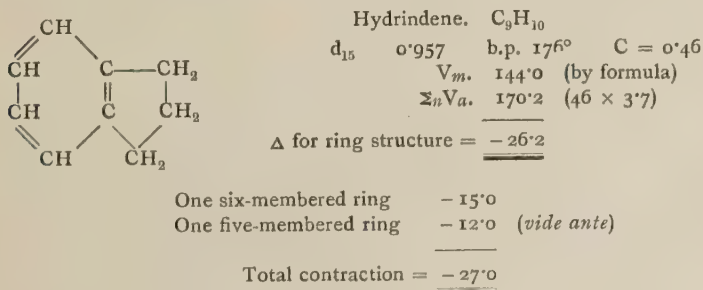 Hydrindene. C₉H₁₀
d₁₅ 0·957 b.p. 176° C = 0·46
Vₘ. 144·0 (by formula)
ΣnVₐ. 170·2 (46 × 3·7)
Δ for ring structure = −26·2
CH
CH C CH₂
CH C CH₂
CH CH₂
One six-membered ring −15·0
One five-membered ring −12·0 (vide ante)
Total contraction = −27·0